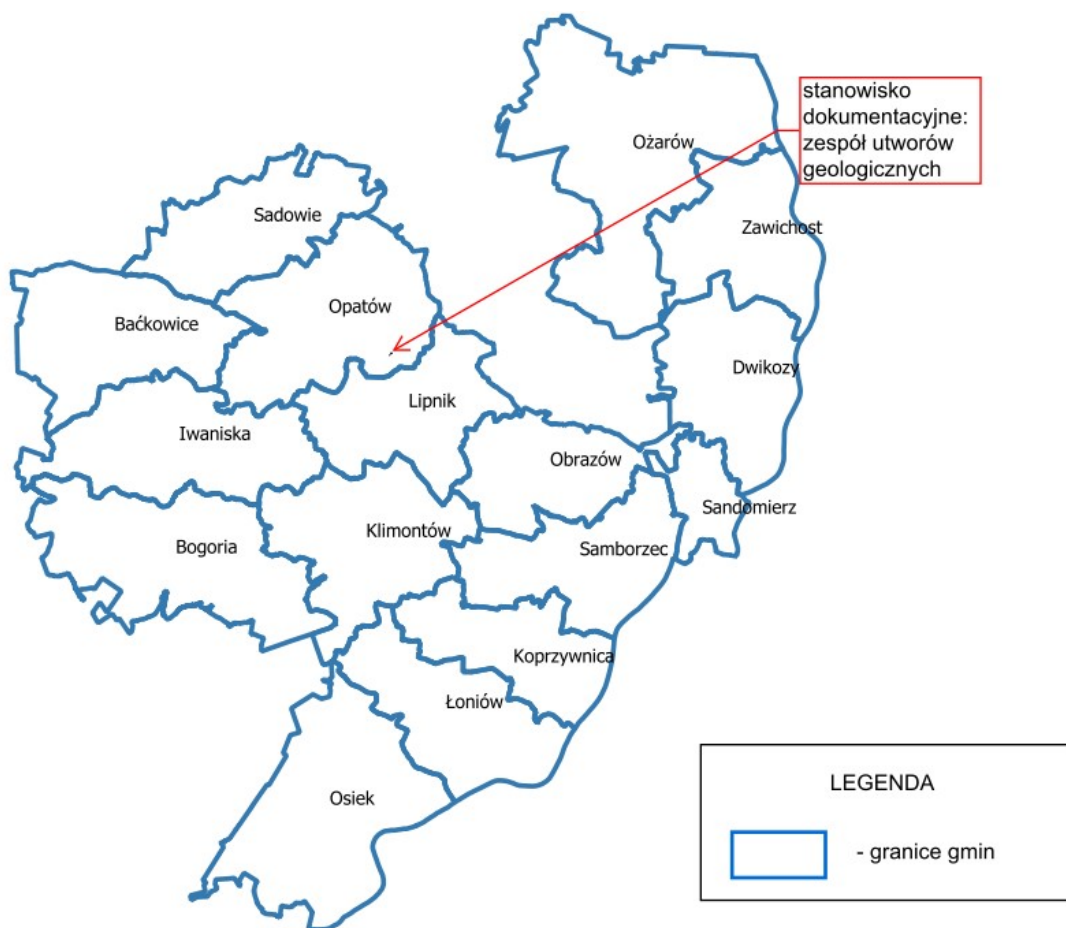 stanowisko
dokumentacyjne:
zespół utworów
geologicznych
Ożarów
Sadowie
Zawichost
Opatów
Baćkowice
Dwikozy
Lipnik
Iwaniska
Obrazów
Sandomierz
Klimontów
Bogoria
Samborzec
Koprzywnica
Łoniów
Osiek
LEGENDA
- granice gmin